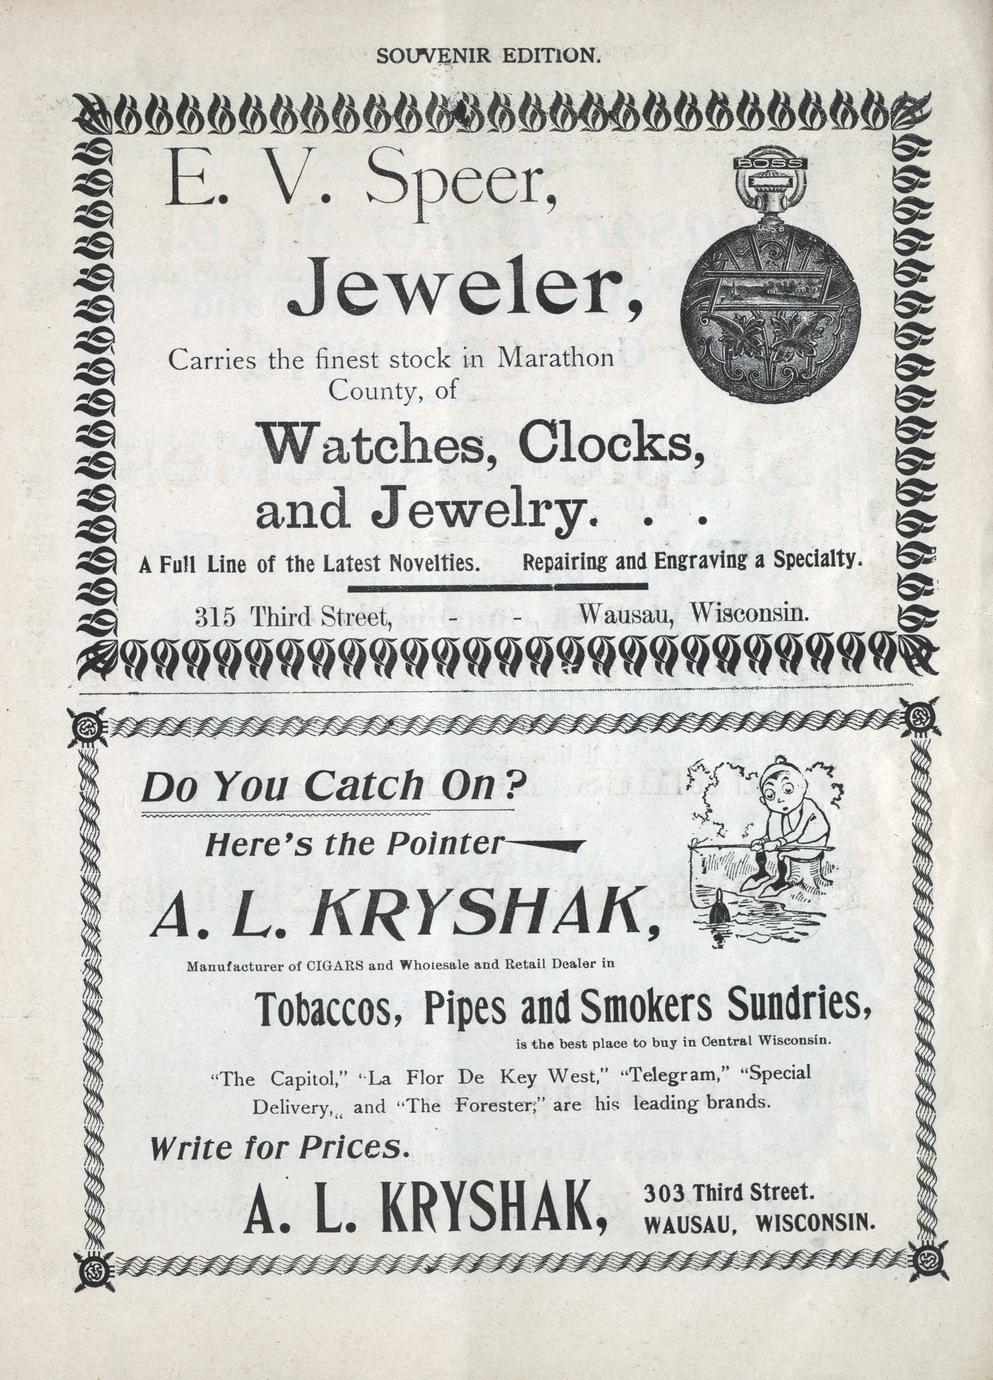 SOUVENIR EDITION.
E. V. Speer,
BOSS
Jeweler,
Carries the finest stock in Marathon
County, of
Watches, Clocks,
and Jewelry. . .
A Full Line of the Latest Novelties. Repairing and Engraving a Specialty.
315 Third Street, - - Wausau, Wisconsin.
Do You Catch On?
Here's the Pointer
A. L. KRYSHAK,
Manufacturer of CIGARS and Wholesale and Retail Dealer in
Tobaccos, Pipes and Smokers Sundries,
is the best place to buy in Central Wisconsin.
"The Capitol," "La Flor De Key West," "Telegram," "Special
Delivery,„ and "The Forester;" are his leading brands.
Write for Prices.
A. L. KRYSHAK,
303 Third Street.
WAUSAU, WISCONSIN.